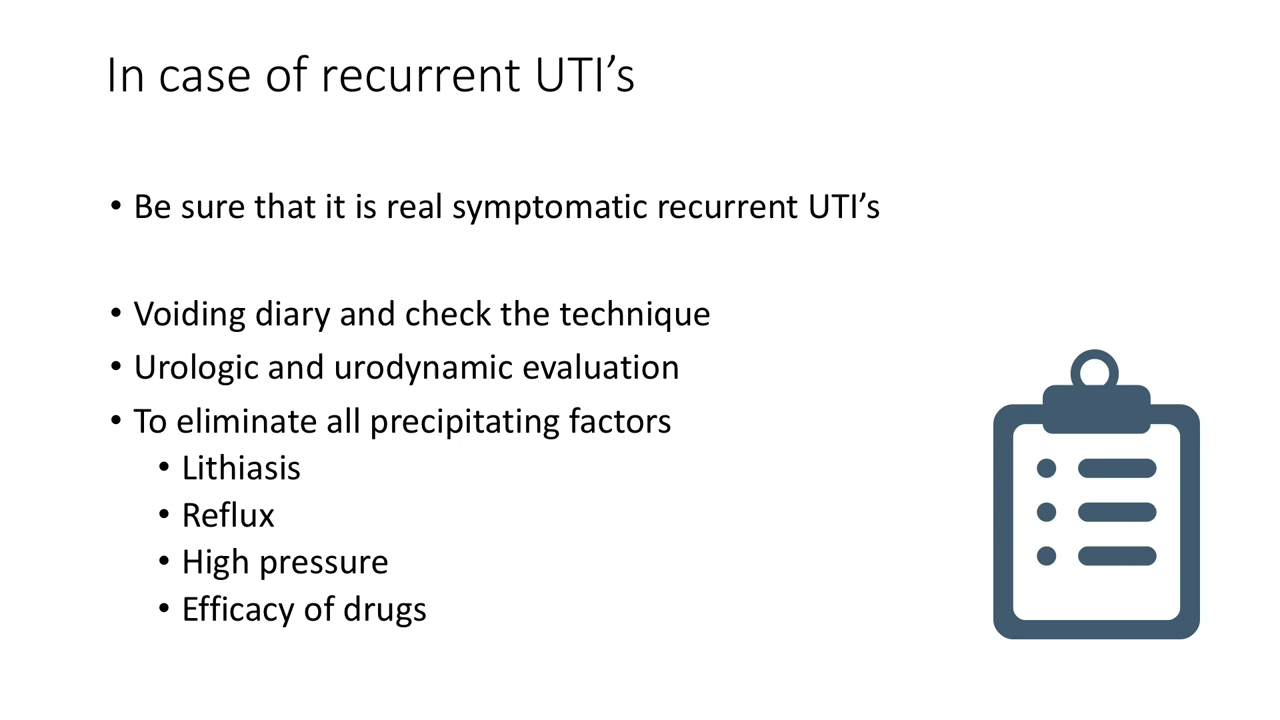 In case of recurrent UTI’s
• Be sure that it is real symptomatic recurrent UTI’s
• Voiding diary and check the technique
• Urologic and urodynamic evaluation
• To eliminate all precipitating factors
• Lithiasis
• Reflux
• High pressure
• Efficacy of drugs